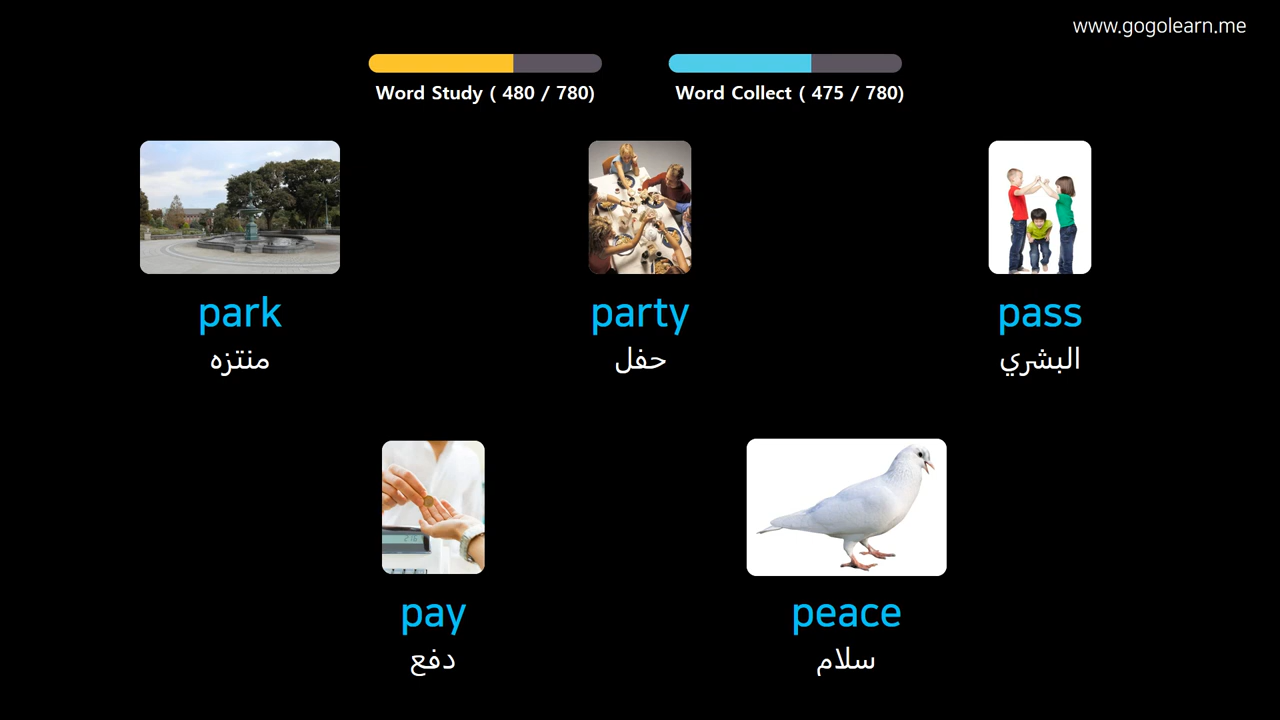 www.gogolearn.me
Word Study ( 480 / 780)
Word Collect ( 475 / 780)
park
party
pass
منتزه
حفل
البشري
pay
peace
دفع
سلام